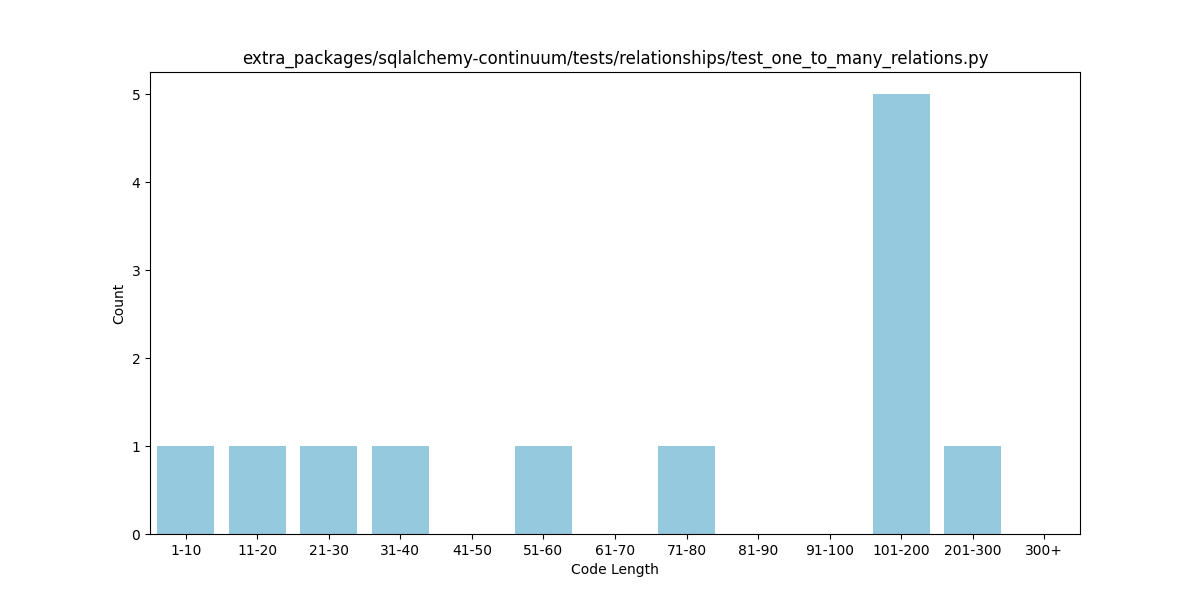 extra_packages/sqlalchemy-continuum/tests/relationships/test_one_to_many_relations.py
5
4
3
2
1
0
Count
1-10 11-20 21-30 31-40 41-50 51-60 61-70 71-80 81-90 91-100 101-200 201-300 300+
Code Length